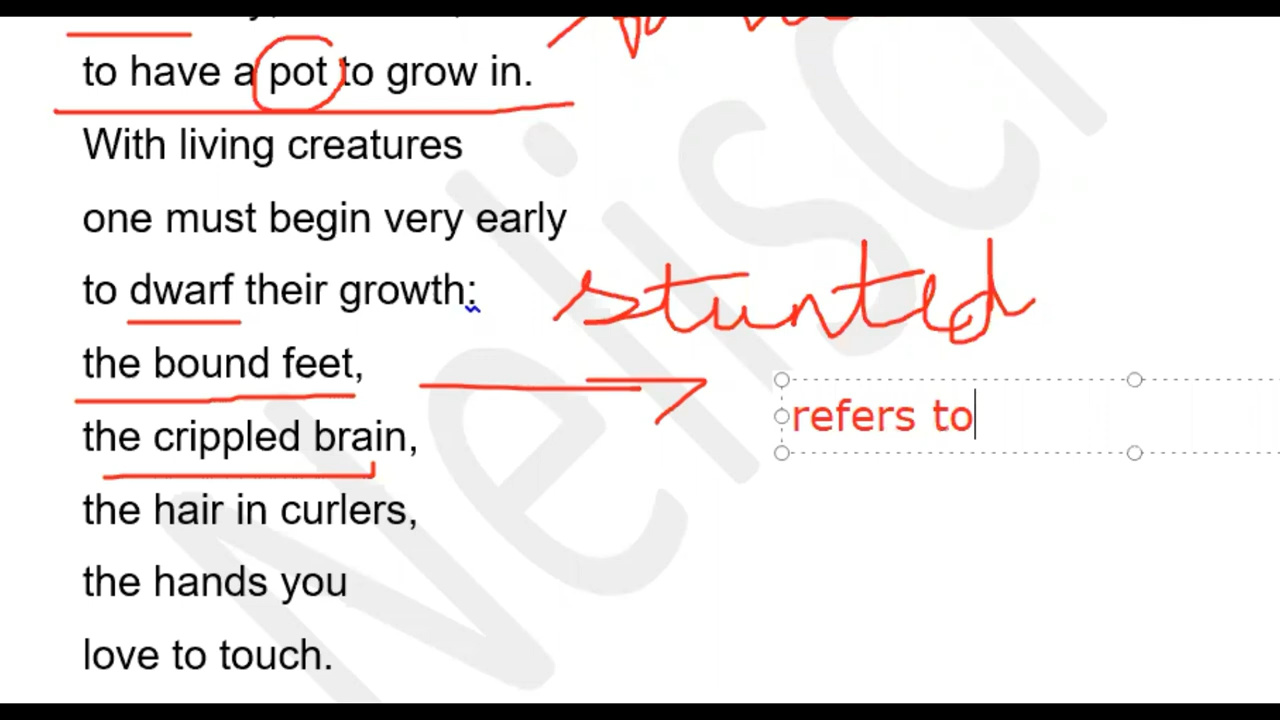 to have a pot to grow in.
With living creatures
one must begin very early
to dwarf their growth:
stunted
the bound feet,
refers to
the crippled brain,
the hair in curlers,
the hands you
love to touch.